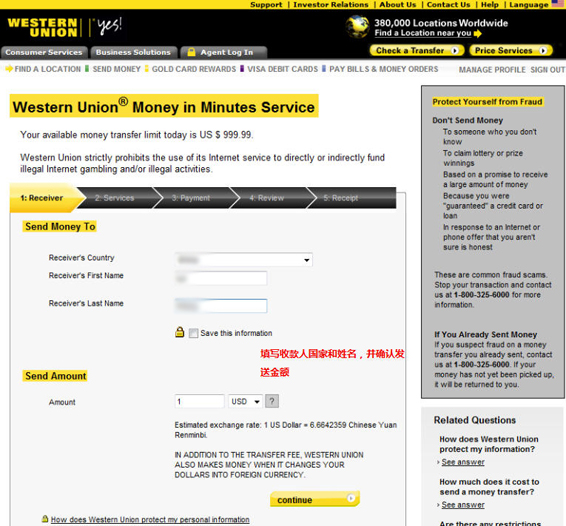 Support | Investor Relations | About Us | Contact Us | Help | Language
WESTERN
UNION
yes!
380,000 Locations Worldwide
Find a Location near you
Consumer Services
Business Solutions
Agent Log In
Check a Transfer
Price Services
FIND A LOCATION
SEND MONEY
GOLD CARD REWARDS
VISA DEBIT CARDS
PAY BILLS & MONEY ORDERS
MANAGE PROFILE
SIGN OUT
Western Union® Money in Minutes Service
Your available money transfer limit today is US $ 999.99.
Western Union strictly prohibits the use of its Internet service to directly or indirectly fund
illegal Internet gambling and/or illegal activities.
1: Receiver
2: Services
3: Payment
4: Review
5: Receipt
Send Money To
Receiver's Country
Receiver's First Name
Receiver's Last Name
Save this information
填写收款人国家和姓名，并确认发
送金额
Send Amount
Amount
1
USD
?
Estimated exchange rate: 1 US Dollar = 6.6642359 Chinese Yuan
Renminbi.
IN ADDITION TO THE TRANSFER FEE, WESTERN UNION
ALSO MAKES MONEY WHEN IT CHANGES YOUR
DOLLARS INTO FOREIGN CURRENCY.
continue
How does Western Union protect my personal information
Protect Yourself from Fraud
Don't Send Money
To someone who you don't
know
To claim lottery or prize
winnings
Based on a promise to receive
a large amount of money
Because you were
"guaranteed" a credit card or
loan
In response to an Internet or
phone offer that you aren't
sure is honest
These are common fraud scams.
Stop your transaction and contact
us at 1-800-325-6000 for more
information.
If You Already Sent Money
If you suspect fraud on a money
transfer you already sent, contact
us at 1-800-325-6000. If your
money has not yet been picked up,
it will be returned to you.
Related Questions
How does Western Union
protect my information?
› See answer
How much does it cost to
send a money transfer?
› See answer
Are there any restrictions